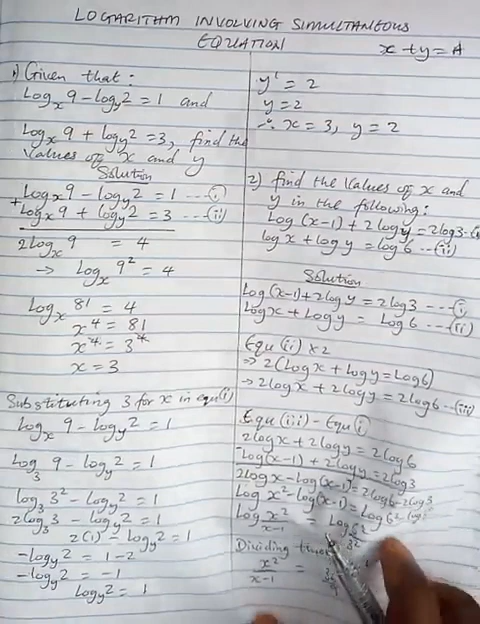 LOGARITHM INVOLVING SIMULTANEOUS
EQUATION
x + y = A
1) Given that:
Log_x 9 - log_y 2 = 1 and
Log_x 9 + log_y 2 = 3, find the
values of x and y
Solution
Log_x 9 - log_y 2 = 1 --- (i)
+ Log_x 9 + log_y 2 = 3 --- (ii)
2 log_x 9 = 4
→ Log_x 9² = 4
Log_x 81 = 4
x⁴ = 81
x⁴ = 3⁴
x = 3
Substituting 3 for x in equ(i)
Log_x 9 - log_y 2 = 1
Log_3 9 - log_y 2 = 1
log_3 3² - log_y 2 = 1
2log_3 3 - log_y 2 = 1
2(1) - log_y 2 = 1
-log_y 2 = 1-2
-log_y 2 = -1
log_y 2 = 1
y¹ = 2
y = 2
∴ x = 3, y = 2
2) find the values of x and
y in the following:
Log (x-1) + 2 log y = 2log3 --(i)
log x + log y = log 6 --(ii)
Solution
Log(x-1) + 2log y = 2log3 ---(i)
Log x + Log y = Log 6 ---(ii)
Equ (ii) x 2
⇒ 2(Log x + log y = Log 6)
→ 2log x + 2log y = 2log 6 --(iii)
Equ (iii) - Equ (i)
2log x + 2log y = 2log 6
-log(x-1) + 2log y = 2log3
2log x - log(x-1) = 2log6 - 2log3
Log x² - log(x-1) = Log 6² - log
Log x²/x-1 = Log 6²/3²
Dividing
x²/x-1 =